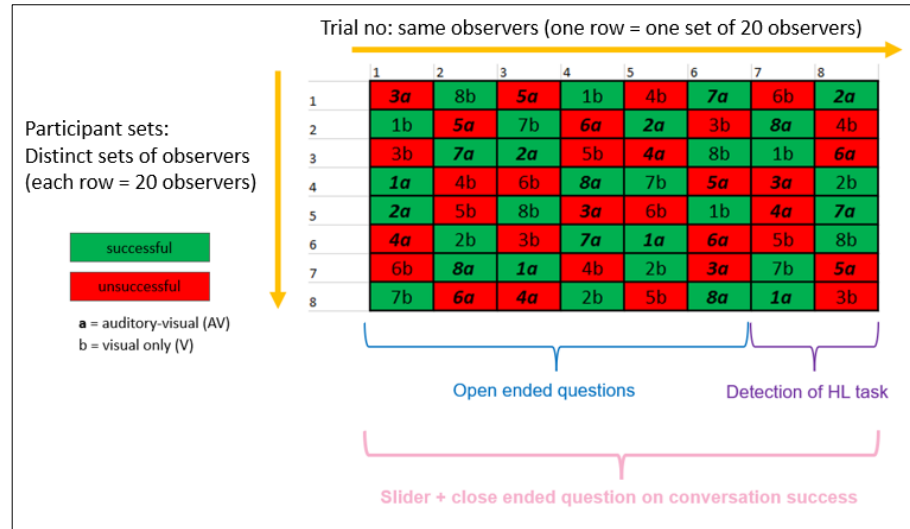 Trial no: same observers (one row = one set of 20 observers)
1 2 3 4 5 6 7 8
1 3a 8b 5a 1b 4b 7a 6b 2a
Participant sets:
Distinct sets of observers
(each row = 20 observers)
2 1b 5a 7b 6a 2a 3b 8a 4b
3 3b 7a 2a 5b 4a 8b 1b 6a
4 1a 4b 6b 8a 7b 5a 3a 2b
5 2a 5b 8b 3a 6b 1b 4a 7a
6 4a 2b 3b 7a 1a 6a 5b 8b
7 6b 8a 1a 4b 2b 3a 7b 5a
8 7b 6a 4a 2b 5b 8a 1a 3b
successful
unsuccessful
a = auditory-visual (AV)
b = visual only (V)
Open ended questions
Detection of HL task
Slider + close ended question on conversation success